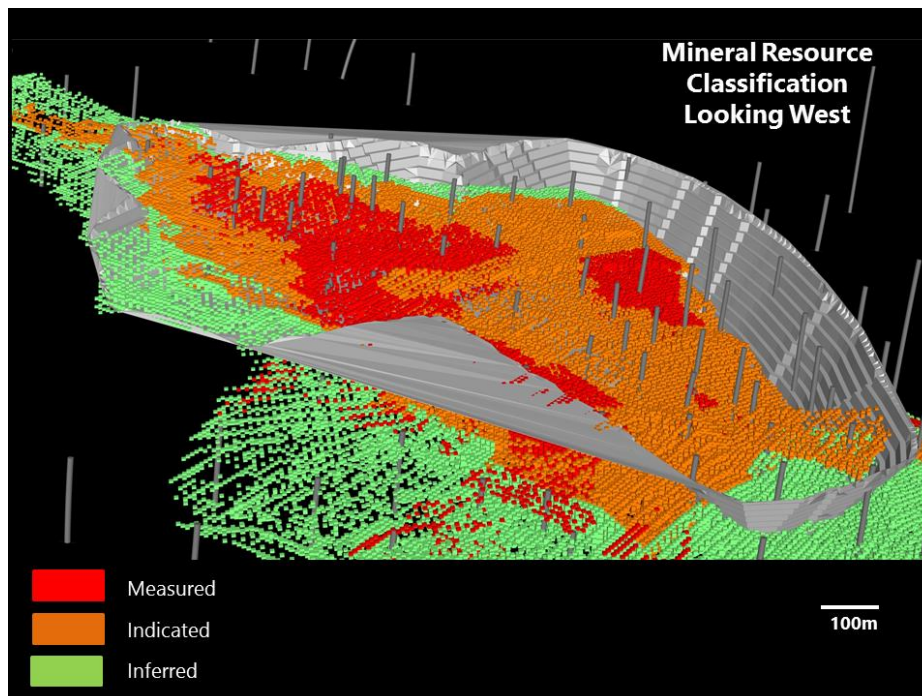 Mineral Resource
Classification
Looking West
Measured
Indicated
Inferred
100m